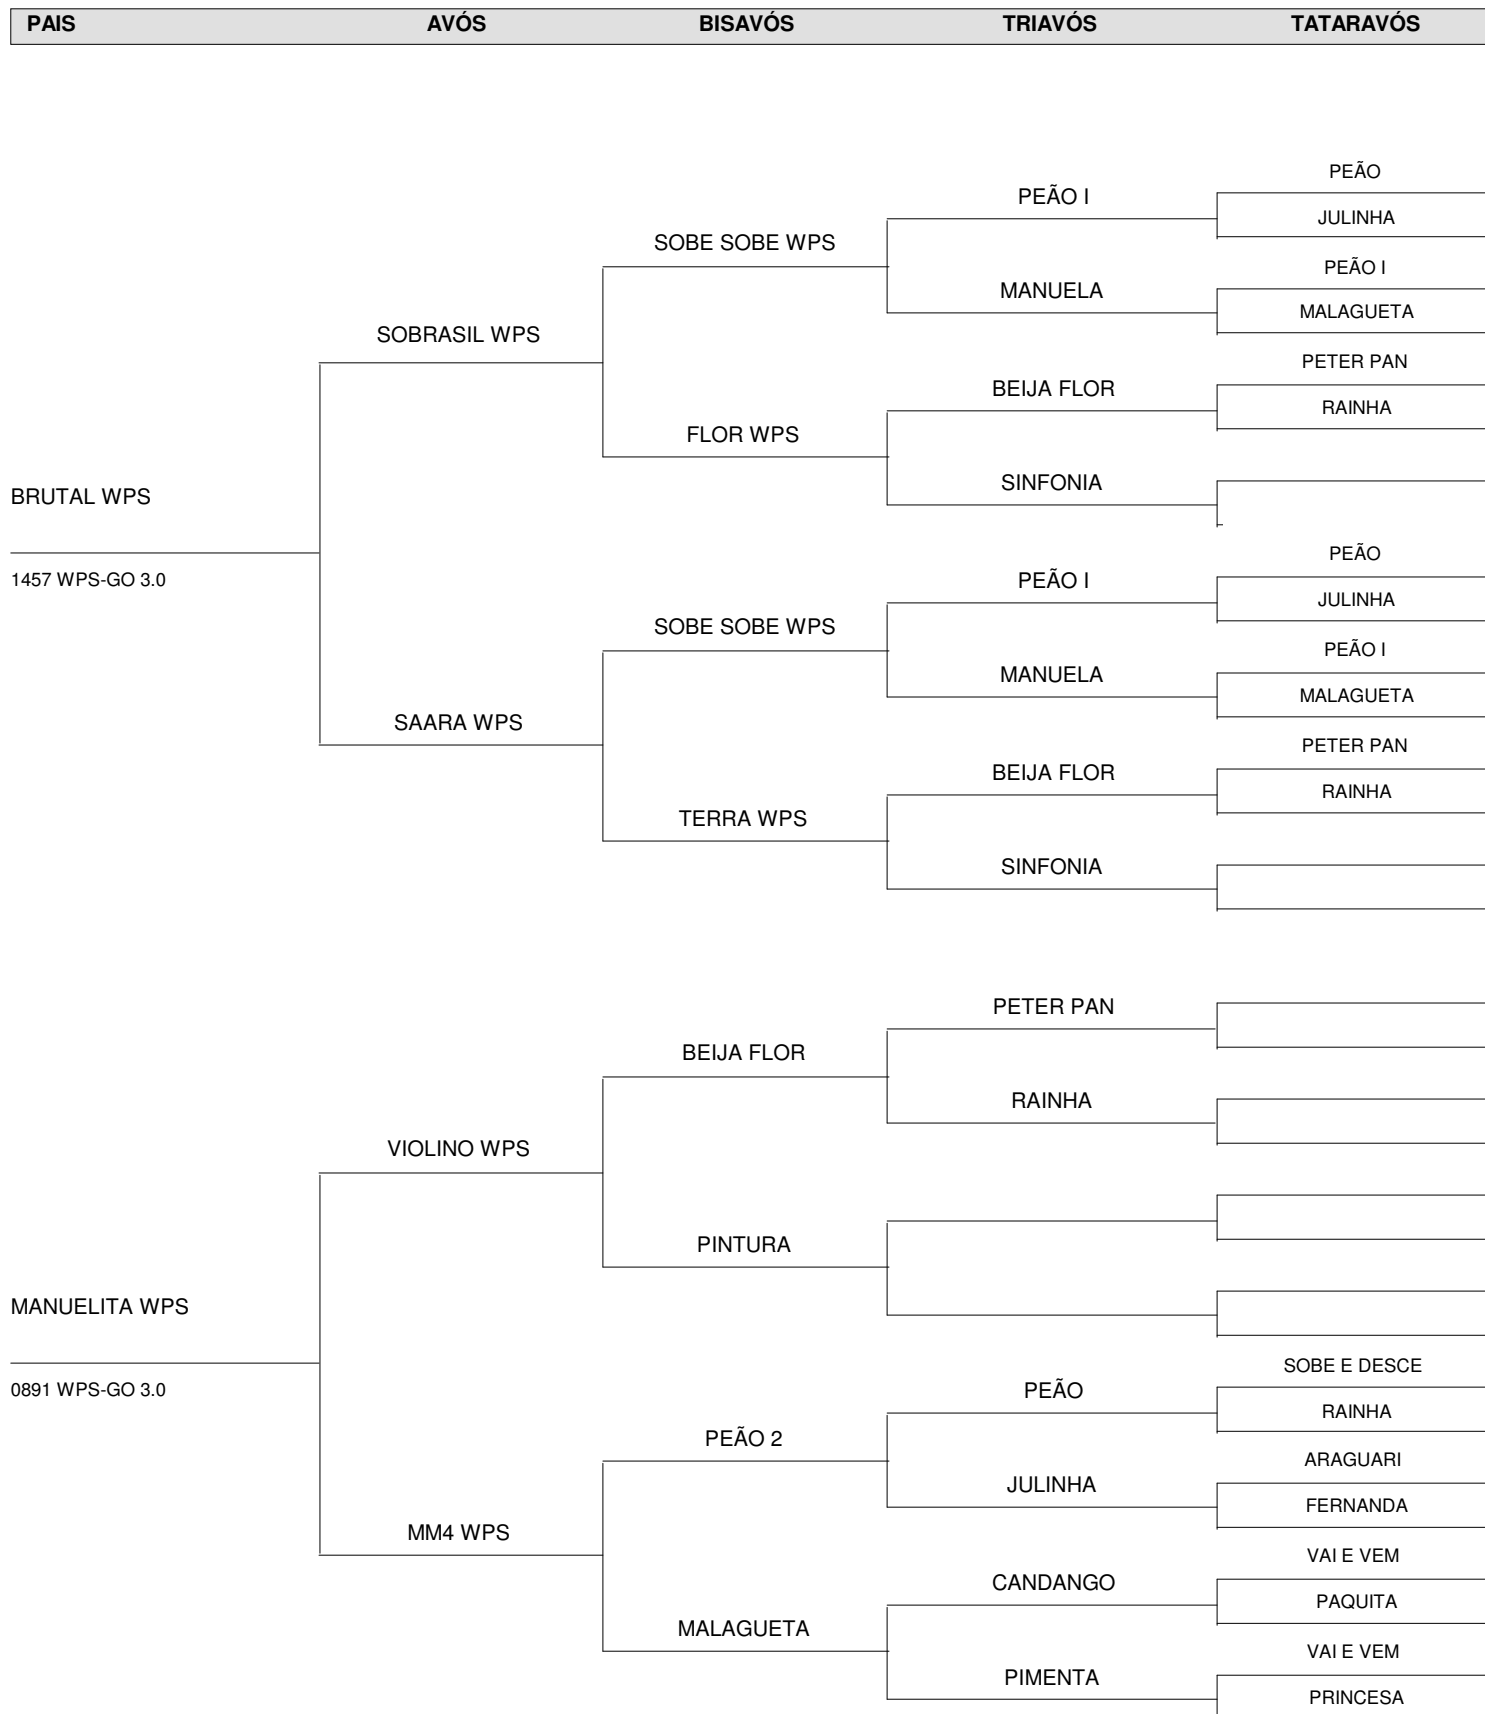 PAIS AVÓS BISAVÓS TRIAVÓS TATARAVÓS
PEÃO
PEÃO I
JULINHA
SOBE SOBE WPS
PEÃO I
MANUELA
MALAGUETA
SOBRASIL WPS
PETER PAN
BEIJA FLOR
RAINHA
FLOR WPS
SINFONIA
BRUTAL WPS
PEÃO
1457 WPS-GO 3.0
PEÃO I
JULINHA
SOBE SOBE WPS
PEÃO I
MANUELA
MALAGUETA
SAARA WPS
PETER PAN
BEIJA FLOR
RAINHA
TERRA WPS
SINFONIA
PETER PAN
BEIJA FLOR
RAINHA
VIOLINO WPS
PINTURA
MANUELITA WPS
SOBE E DESCE
0891 WPS-GO 3.0
PEÃO
RAINHA
PEÃO 2
ARAGUARI
JULINHA
FERNANDA
MM4 WPS
VAI E VEM
CANDANGO
PAQUITA
MALAGUETA
VAI E VEM
PIMENTA
PRINCESA